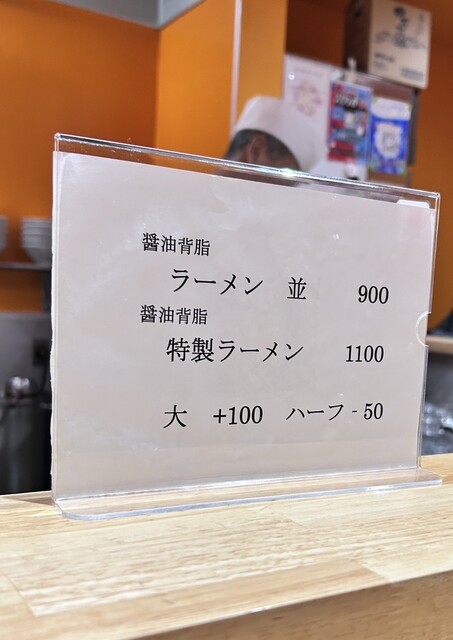 醤油背脂
ラーメン 並 900
醤油背脂
特製ラーメン 1100
大 +100 ハーフ - 50